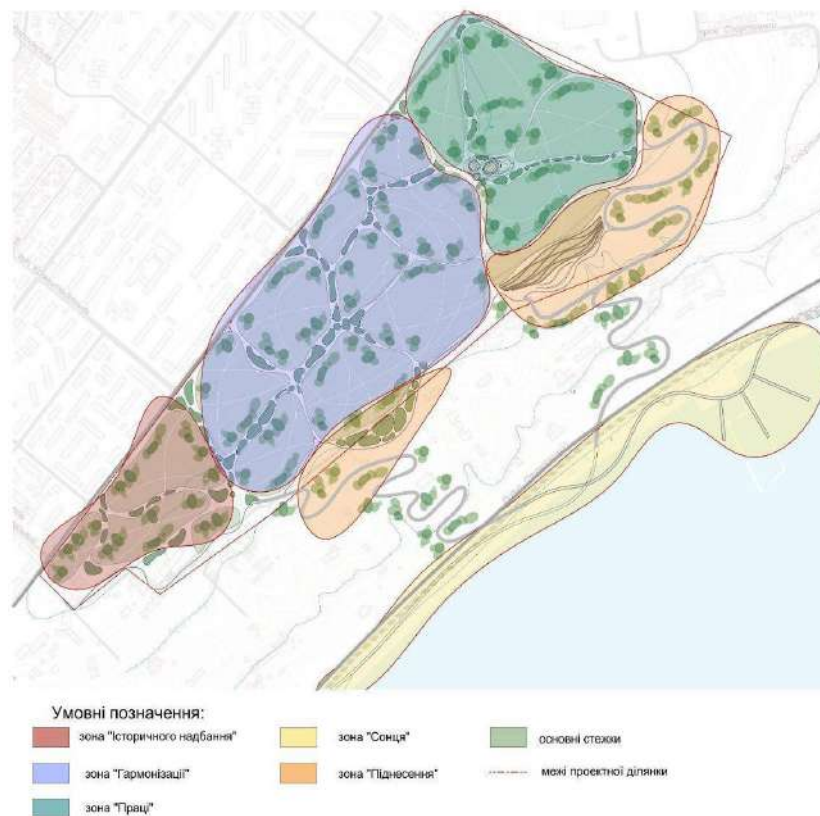 Умовні позначення:
зона "Історичного надбання"
зона "Сонця"
основні стежки
зона "Гармонізації"
зона "Піднесення"
межі проектної ділянки
зона "Праці"